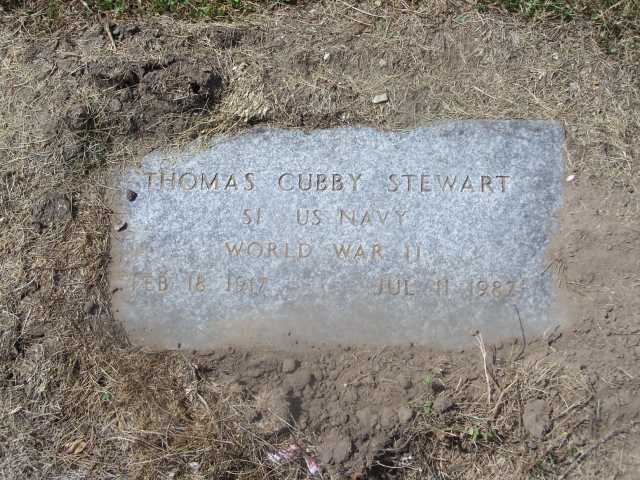 THOMAS CUBBY STEWART
S1 US NAVY
WORLD WAR II
FEB 18 1917 JUL 11 1987